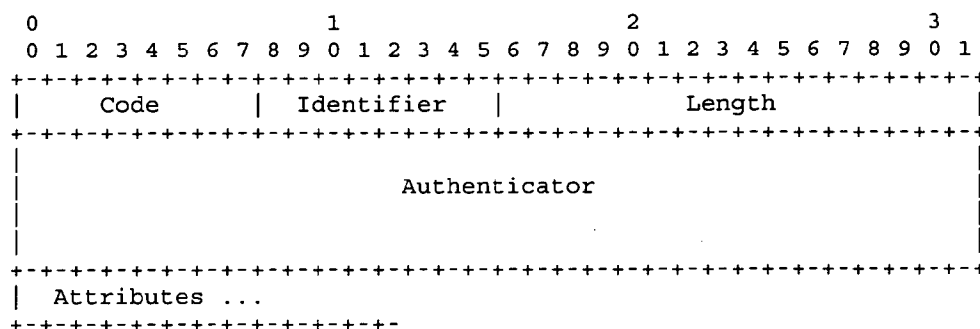 0                   1                   2                   3
 0 1 2 3 4 5 6 7 8 9 0 1 2 3 4 5 6 7 8 9 0 1 2 3 4 5 6 7 8 9 0 1
+-+-+-+-+-+-+-+-+-+-+-+-+-+-+-+-+-+-+-+-+-+-+-+-+-+-+-+-+-+-+-+-+
|     Code      |  Identifier   |            Length             |
+-+-+-+-+-+-+-+-+-+-+-+-+-+-+-+-+-+-+-+-+-+-+-+-+-+-+-+-+-+-+-+-+
|                                                               |
|                         Authenticator                         |
|                                                               |
|                                                               |
+-+-+-+-+-+-+-+-+-+-+-+-+-+-+-+-+-+-+-+-+-+-+-+-+-+-+-+-+-+-+-+-+
|  Attributes ...
+-+-+-+-+-+-+-+-+-+-+-+-+-